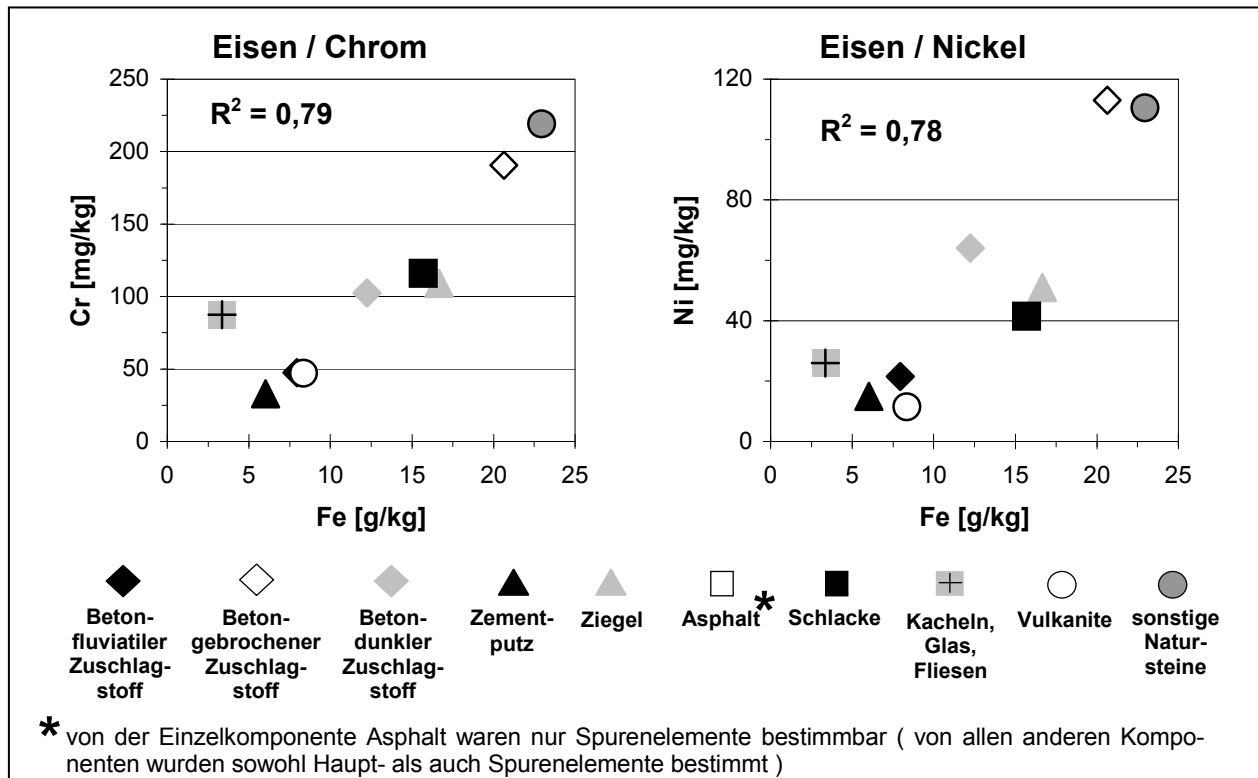 Eisen / Chrom
R² = 0,79
250
200
150
100
50
0
Cr [mg/kg]
0 5 10 15 20 25
Fe [g/kg]
Eisen / Nickel
R² = 0,78
120
80
40
0
Ni [mg/kg]
0 5 10 15 20 25
Fe [g/kg]
Beton-
fluviatiler
Zuschlag-
stoff
Beton-
gebrochener
Zuschlag-
stoff
Beton-
dunkler
Zuschlag-
stoff
Zement-
putz
Ziegel
Asphalt *
Schlacke
Kacheln,
Glas,
Fliesen
Vulkanite
sonstige
Natur-
steine
* von der Einzelkomponente Asphalt waren nur Spurenelemente bestimmbar ( von allen anderen Kompo-
nenten wurden sowohl Haupt- als auch Spurenelemente bestimmt )